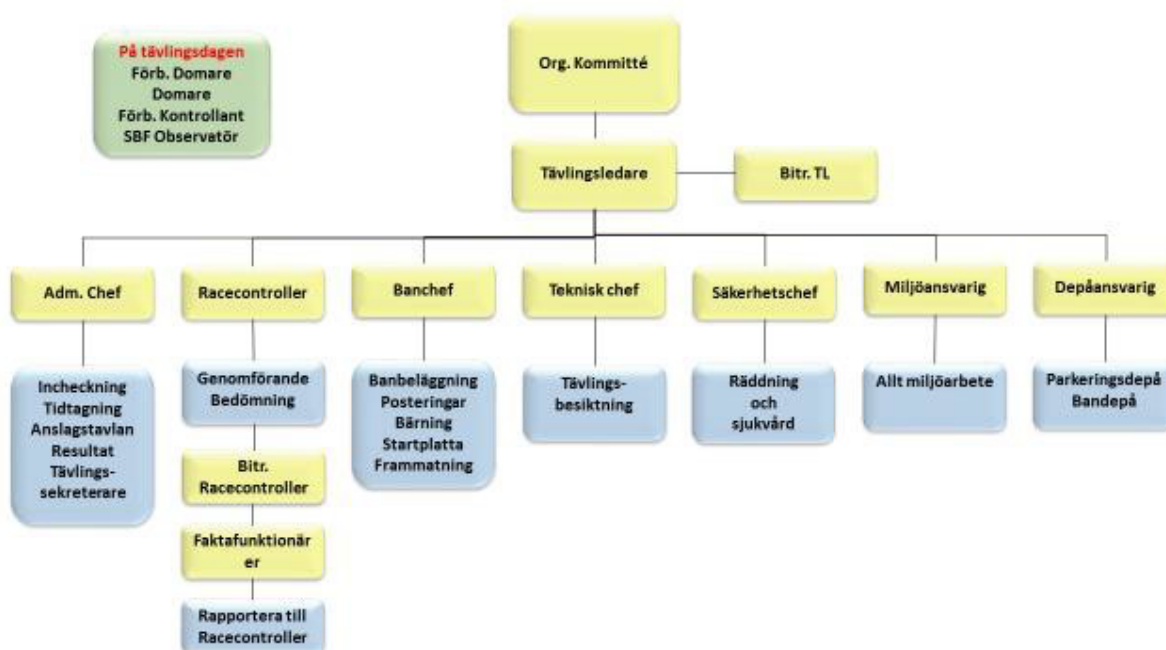 På tävlingsdagen
Förb. Domare
Domare
Förb. Kontrollant
SBF Observatör
Org. Kommitté
Tävlingsledare
Bitr. TL
Adm. Chef
Racecontroller
Banchef
Teknisk chef
Säkerhetschef
Miljöansvarig
Depåansvarig
Incheckning
Tidtagning
Anslagstavlan
Resultat
Tävlings-
sekreterare
Genomförande
Bedömning
Bitr.
Racecontroller
Faktafunktionär
er
Rapportera till
Racecontroller
Banbeläggning
Posteringar
Bärning
Startplatta
Frammatning
Tävlings-
besiktning
Räddning
och
sjukvård
Allt miljöarbete
Parkeringsdepå
Bandepå